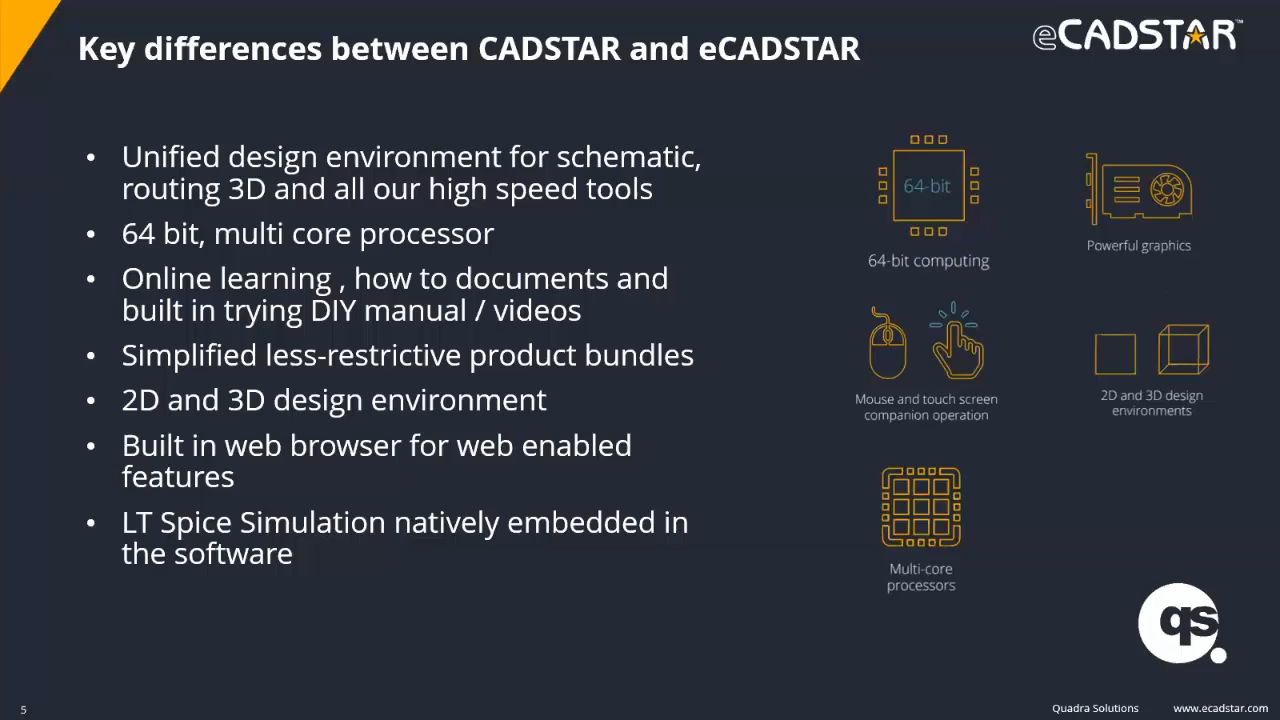 Key differences between CADSTAR and eCADSTAR
eCADSTAR™
• Unified design environment for schematic,
routing 3D and all our high speed tools
• 64 bit, multi core processor
• Online learning , how to documents and
built in trying DIY manual / videos
• Simplified less-restrictive product bundles
• 2D and 3D design environment
• Built in web browser for web enabled
features
• LT Spice Simulation natively embedded in
the software
64-bit
64-bit computing
Powerful graphics
Mouse and touch screen
companion operation
2D and 3D design
environments
Multi-core
processors
qs
5
Quadra Solutions
www.ecadstar.com